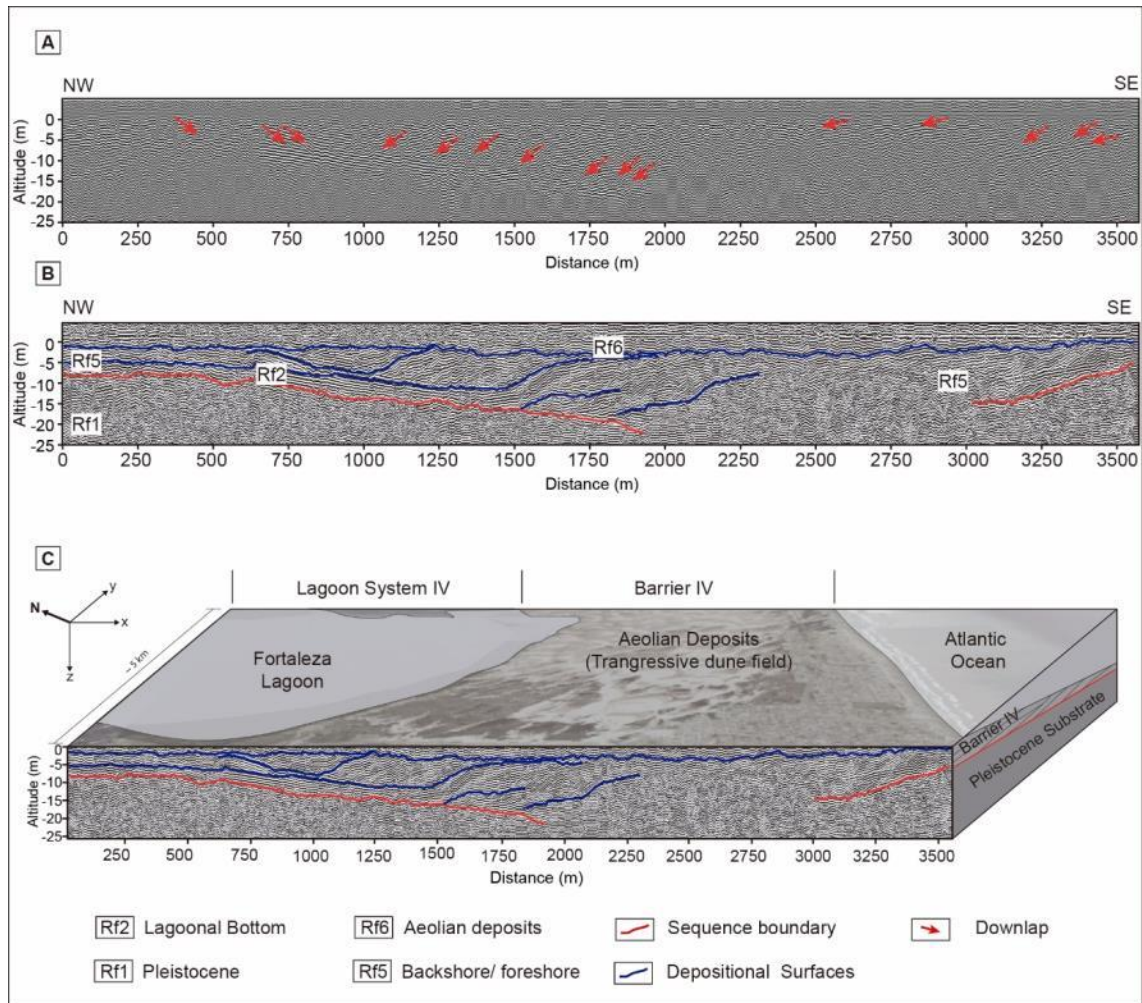 A
NW SE
Altitude (m)
0
-5
-10
-15
-20
-25
0 250 500 750 1000 1250 1500 1750 2000 2250 2500 2750 3000 3250 3500
Distance (m)
B
NW SE
Altitude (m)
0
-5
-10
-15
-20
-25
Rf5
Rf2
Rf1
Rf6
Rf5
0 250 500 750 1000 1250 1500 1750 2000 2250 2500 2750 3000 3250 3500
Distance (m)
C
N y x z
~ 5 km
Lagoon System IV Barrier IV
Fortaleza
Lagoon
Aeolian Deposits
(Trangressive dune field)
Atlantic
Ocean
Barrier IV
Pleistocene Substrate
Altitude (m)
0
-5
-10
-15
-20
-25
250 500 750 1000 1250 1500 1750 2000 2250 2500 2750 3000 3250 3500
Distance (m)
Rf2 Lagoonal Bottom Rf6 Aeolian deposits Sequence boundary Downlap
Rf1 Pleistocene Rf5 Backshore/ foreshore Depositional Surfaces